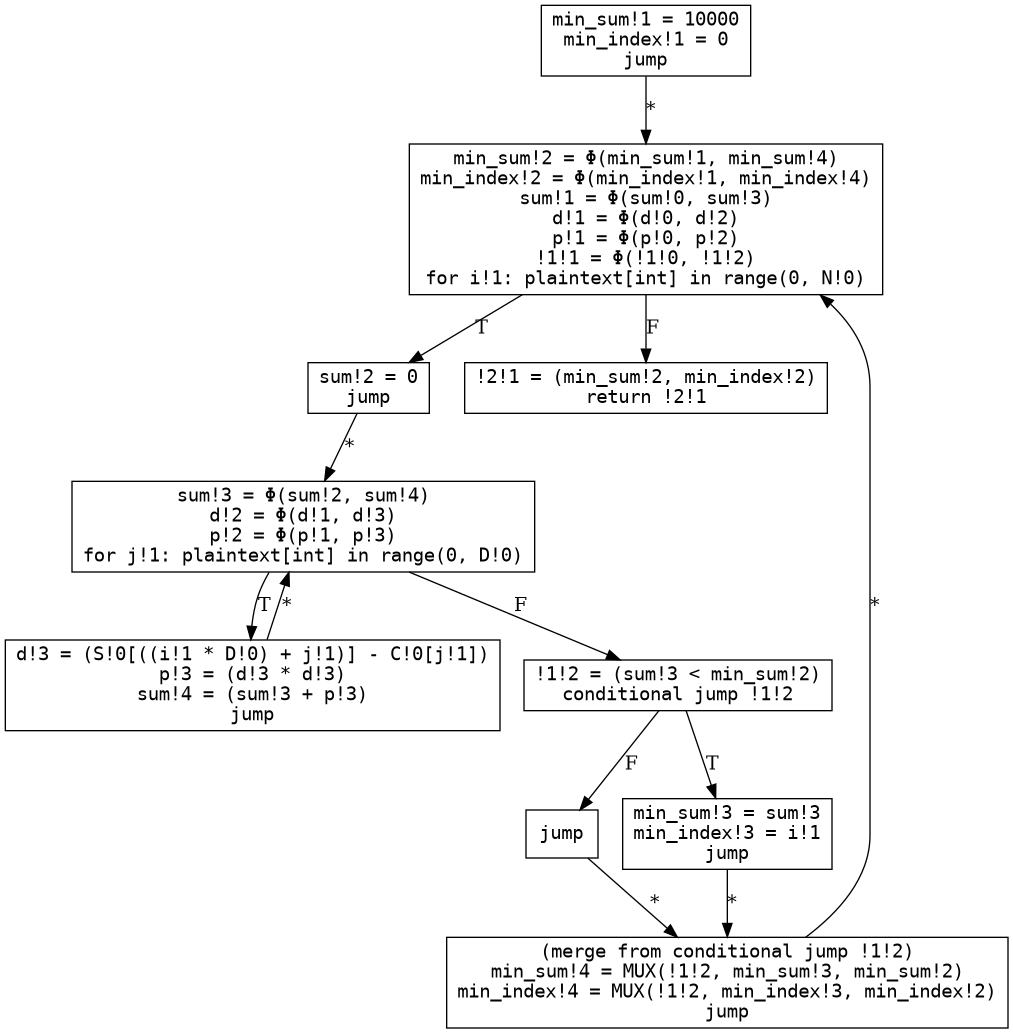 min_sum!1 = 10000
min_index!1 = 0
jump
*
min_sum!2 = Φ(min_sum!1, min_sum!4)
min_index!2 = Φ(min_index!1, min_index!4)
sum!1 = Φ(sum!0, sum!3)
d!1 = Φ(d!0, d!2)
p!1 = Φ(p!0, p!2)
!1!1 = Φ(!1!0, !1!2)
for i!1: plaintext[int] in range(0, N!0)
T
F
sum!2 = 0
jump
!2!1 = (min_sum!2, min_index!2)
return !2!1
*
sum!3 = Φ(sum!2, sum!4)
d!2 = Φ(d!1, d!3)
p!2 = Φ(p!1, p!3)
for j!1: plaintext[int] in range(0, D!0)
T
*
F
*
d!3 = (S!0[((i!1 * D!0) + j!1)] - C!0[j!1])
p!3 = (d!3 * d!3)
sum!4 = (sum!3 + p!3)
jump
!1!2 = (sum!3 < min_sum!2)
conditional jump !1!2
F
T
jump
min_sum!3 = sum!3
min_index!3 = i!1
jump
*
*
(merge from conditional jump !1!2)
min_sum!4 = MUX(!1!2, min_sum!3, min_sum!2)
min_index!4 = MUX(!1!2, min_index!3, min_index!2)
jump